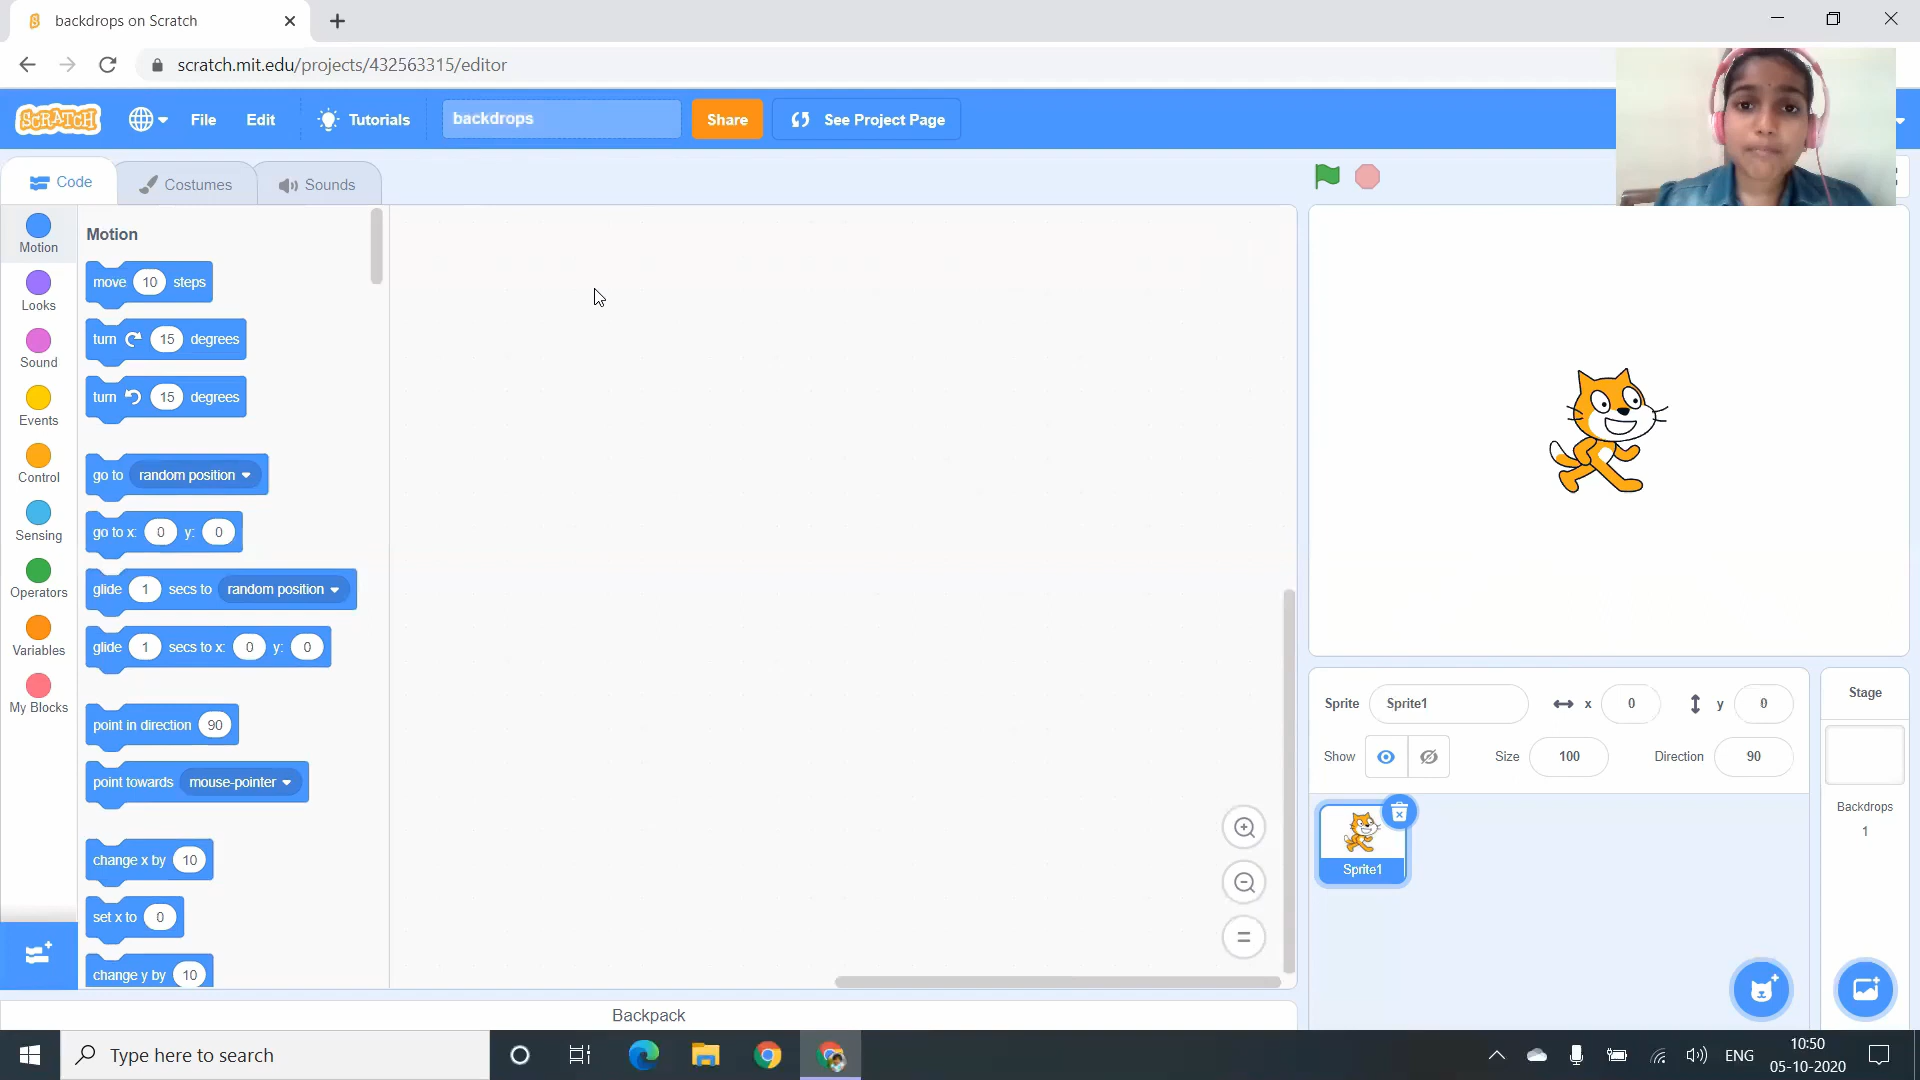 backdrops on Scratch
scratch.mit.edu/projects/432563315/editor
SCRATCH
File
Edit
Tutorials
backdrops
Share
See Project Page
Code
Costumes
Sounds
Motion
Looks
Sound
Events
Control
Sensing
Operators
Variables
My Blocks
Motion
move 10 steps
turn 15 degrees
turn 15 degrees
go to random position
go to x: 0 y: 0
glide 1 secs to random position
glide 1 secs to x: 0 y: 0
point in direction 90
point towards mouse-pointer
change x by 10
set x to 0
change y by 10
Backpack
Sprite Sprite1 x 0 y 0
Show Size 100 Direction 90
Sprite1
Stage
Backdrops
1
Type here to search
ENG
10:50
05-10-2020